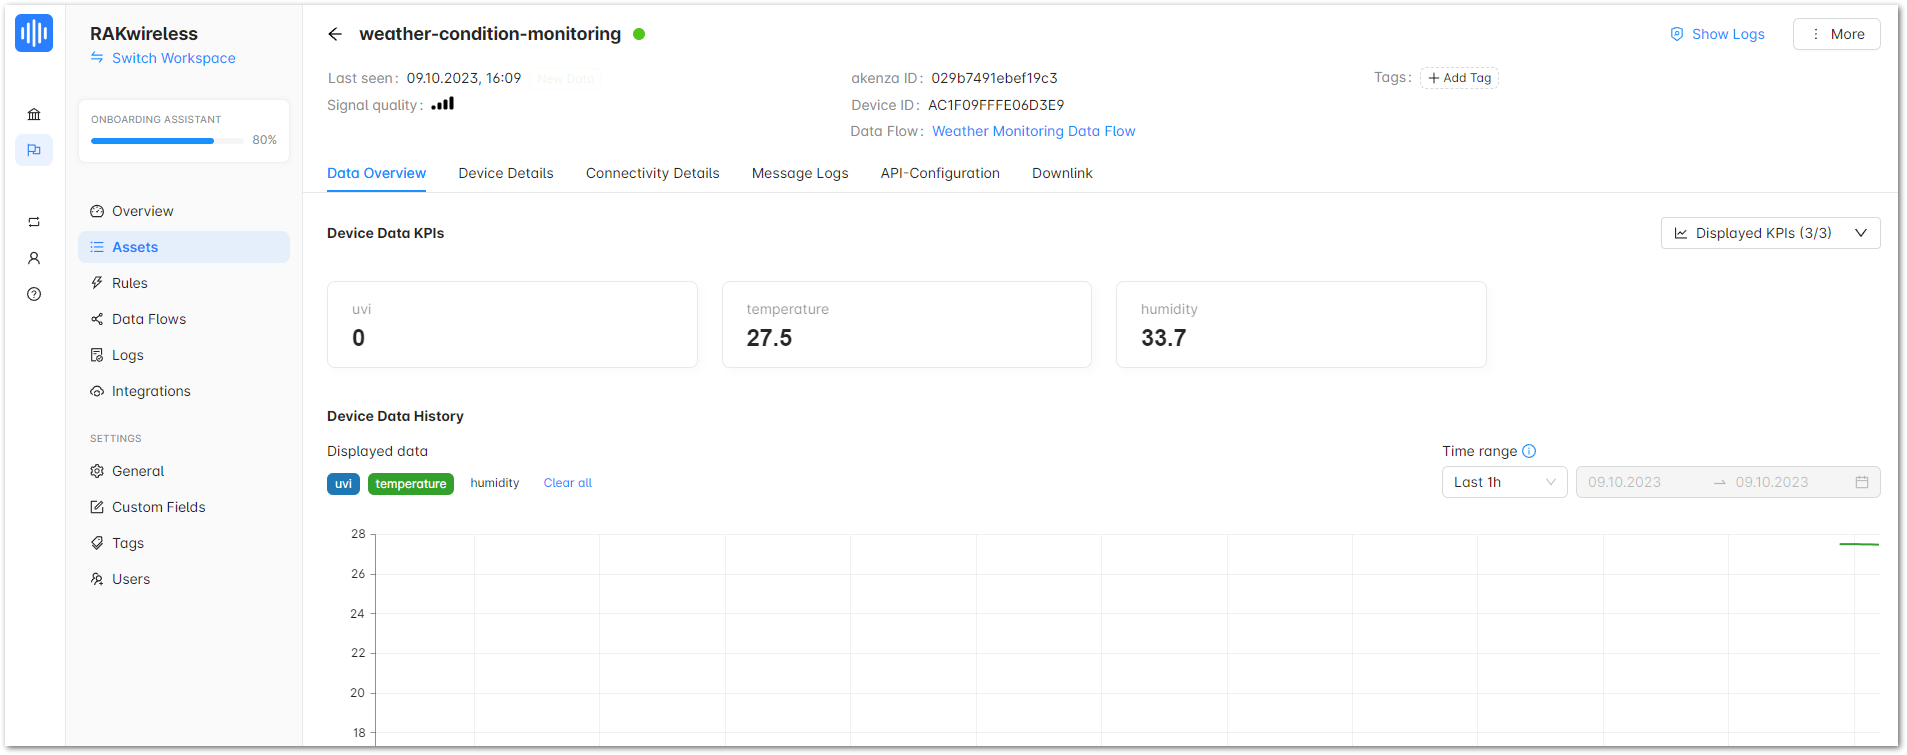 RAKwireless
Switch Workspace
ONBOARDING ASSISTANT
80%
Overview
Assets
Rules
Data Flows
Logs
Integrations
SETTINGS
General
Custom Fields
Tags
Users
weather-condition-monitoring
Show Logs
More
Last seen: 09.10.2023, 16:09 New Data
Signal quality:
akenza ID: 029b7491ebef19c3
Device ID: AC1F09FFFE06D3E9
Data Flow: Weather Monitoring Data Flow
Tags: + Add Tag
Data Overview Device Details Connectivity Details Message Logs API-Configuration Downlink
Device Data KPIs
Displayed KPIs (3/3)
uvi
0
temperature
27.5
humidity
33.7
Device Data History
Displayed data
uvi temperature humidity Clear all
Time range
Last 1h 09.10.2023 → 09.10.2023
28
26
24
22
20
18